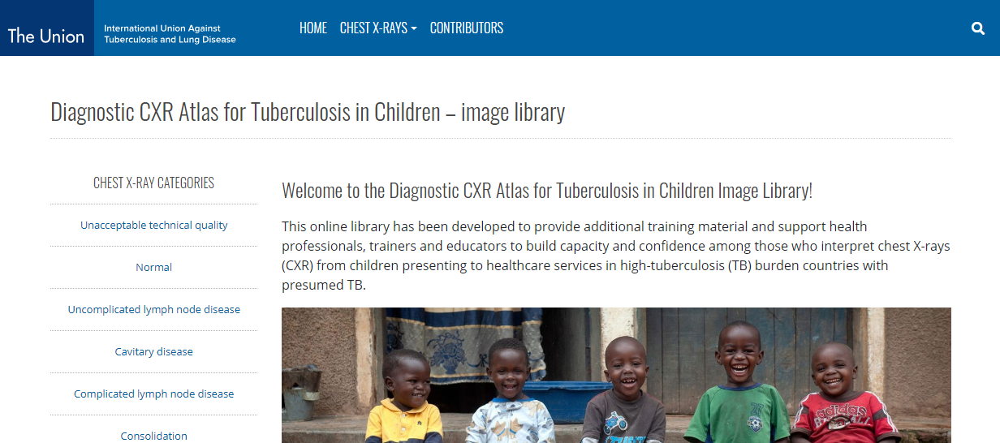 The Union
International Union Against
Tuberculosis and Lung Disease
HOME CHEST X-RAYS CONTRIBUTORS
Diagnostic CXR Atlas for Tuberculosis in Children – image library
CHEST X-RAY CATEGORIES
Unacceptable technical quality
Normal
Uncomplicated lymph node disease
Cavitary disease
Complicated lymph node disease
Consolidation
Welcome to the Diagnostic CXR Atlas for Tuberculosis in Children Image Library!
This online library has been developed to provide additional training material and support health
professionals, trainers and educators to build capacity and confidence among those who interpret chest X-rays
(CXR) from children presenting to healthcare services in high-tuberculosis (TB) burden countries with
presumed TB.
adidas